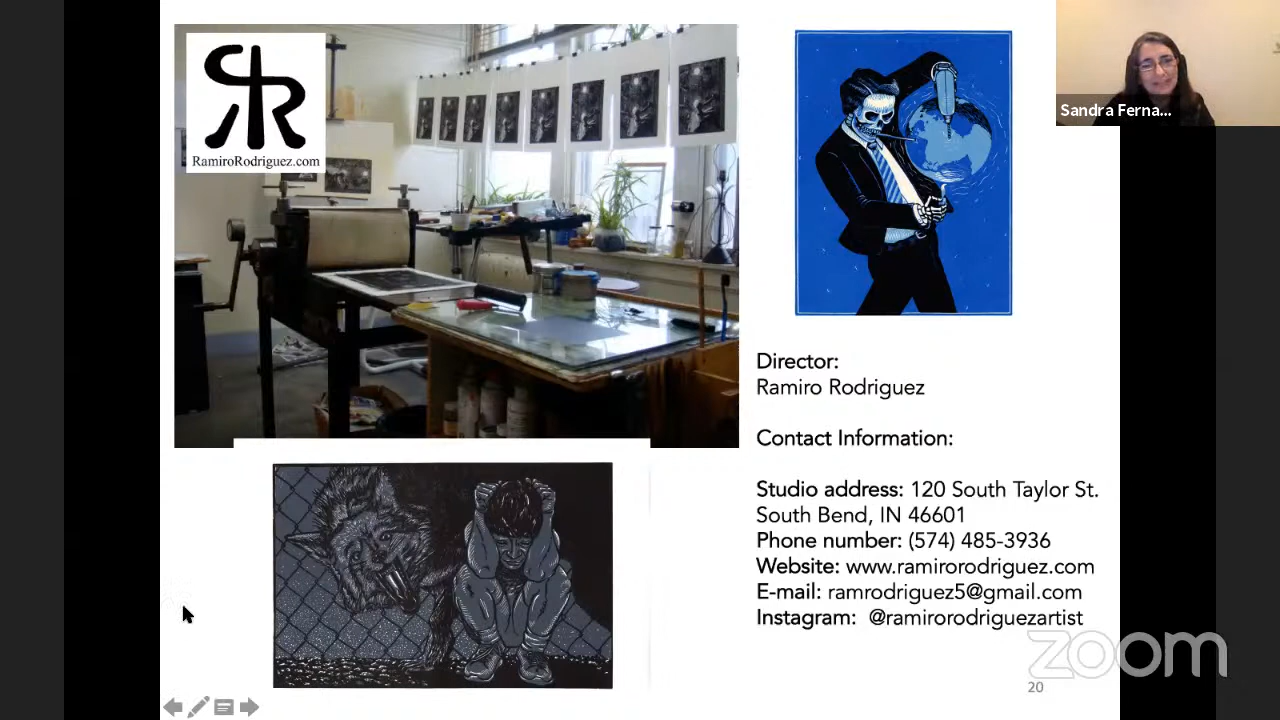 RR
RamiroRodriguez.com
Sandra Ferna...
Director:
Ramiro Rodriguez
Contact Information:
Studio address: 120 South Taylor St.
South Bend, IN 46601
Phone number: (574) 485-3936
Website: www.ramirorodriguez.com
E-mail: ramrodriguez5@gmail.com
Instagram: @ramirorodriguezartist
zoom
20